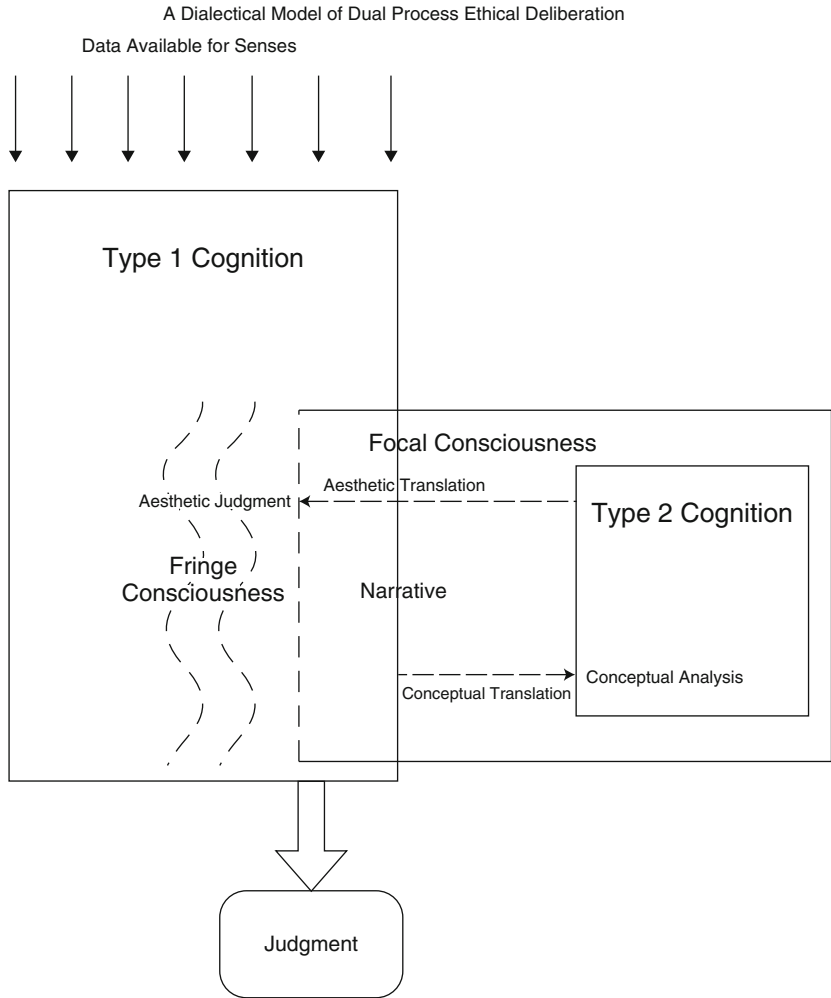 A Dialectical Model of Dual Process Ethical Deliberation
Data Available for Senses
Type 1 Cognition
Focal Consciousness
Aesthetic Translation
Aesthetic Judgment
Type 2 Cognition
Fringe
Consciousness
Narrative
Conceptual Analysis
Conceptual Translation
Judgment